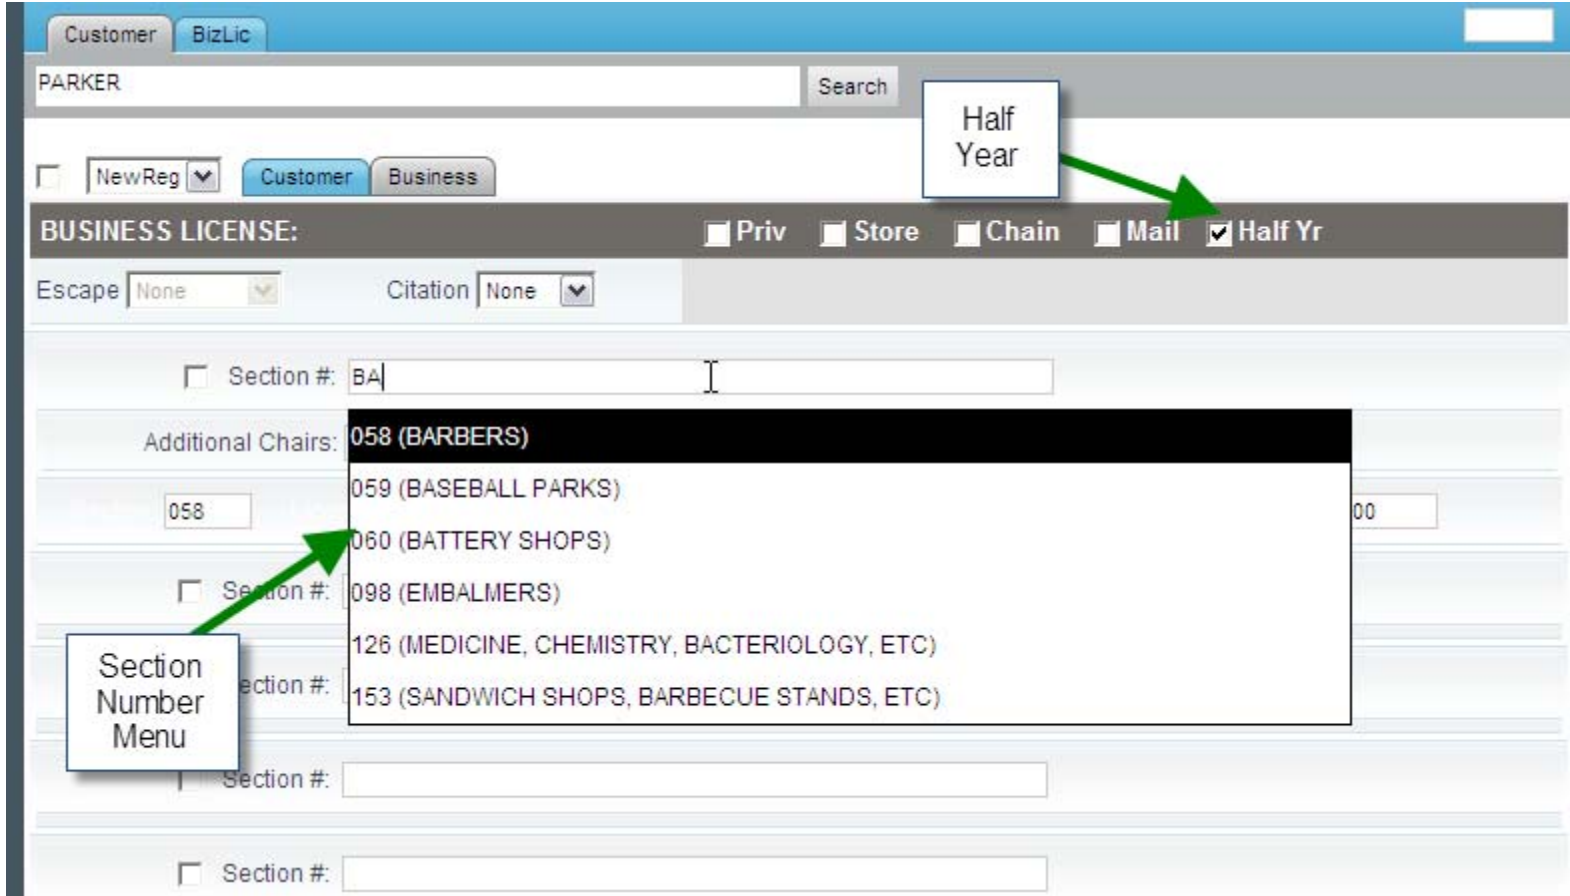 Customer BizLic
PARKER Search
Half
Year
NewReg Customer Business
BUSINESS LICENSE: Priv Store Chain Mail Half Yr
Escape None Citation None
Section #: BA
Additional Chairs: 058 (BARBERS)
059 (BASEBALL PARKS)
058 00
060 (BATTERY SHOPS)
Section #: 098 (EMBALMERS)
126 (MEDICINE, CHEMISTRY, BACTERIOLOGY, ETC)
Section
Number
Menu
ection #: 153 (SANDWICH SHOPS, BARBECUE STANDS, ETC)
Section #:
Section #: